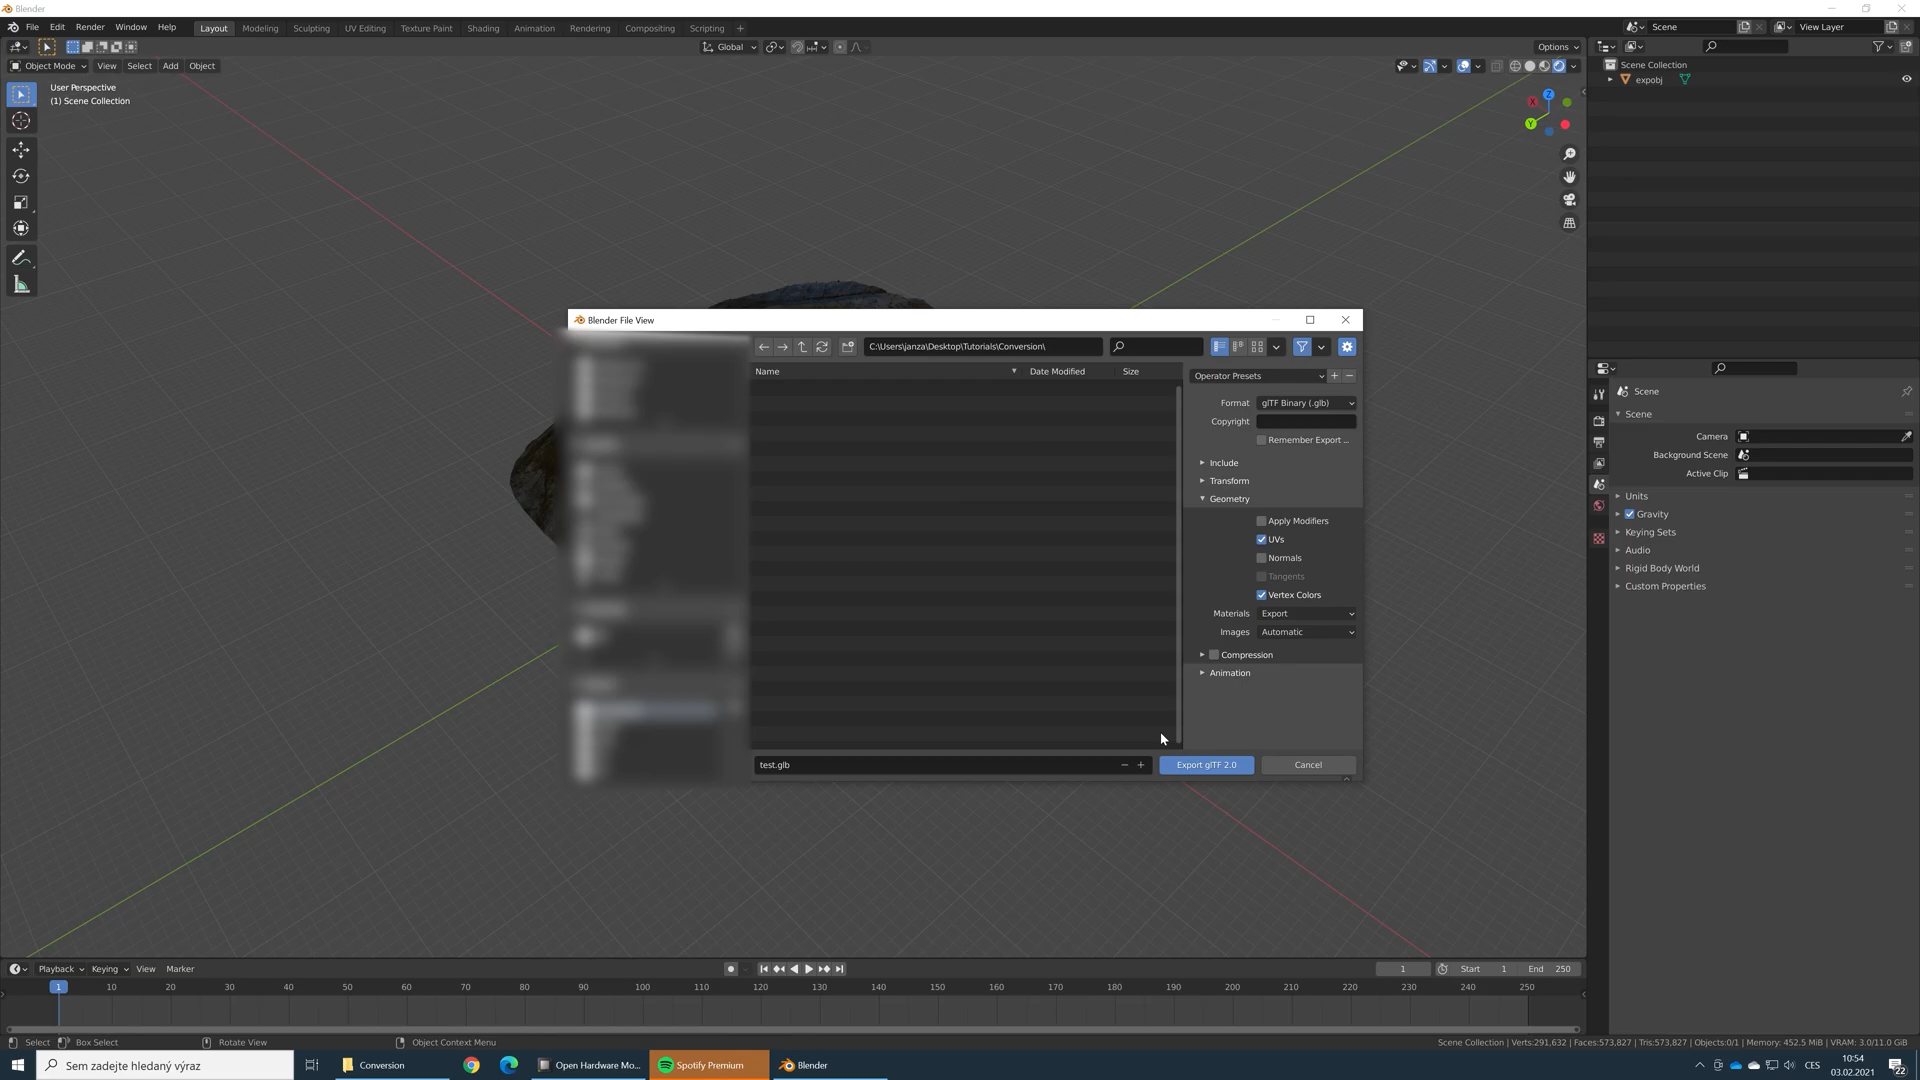 Blender
File Edit Render Window Help
Layout Modeling Sculpting UV Editing Texture Paint Shading Animation Rendering Compositing Scripting +
Scene
View Layer
Global
Options
Object Mode View Select Add Object
User Perspective
(1) Scene Collection
Z
X
Y
Scene Collection
expobj
Blender File View
C:\Users\janza\Desktop\Tutorials\Conversion\
Name Date Modified Size
Operator Presets
Format glTF Binary (.glb)
Copyright
Remember Export ...
Include
Transform
Geometry
Apply Modifiers
UVs
Normals
Tangents
Vertex Colors
Materials Export
Images Automatic
Compression
Animation
test.glb
Export glTF 2.0
Cancel
Scene
Scene
Camera
Background Scene
Active Clip
Units
Gravity
Keying Sets
Audio
Rigid Body World
Custom Properties
Playback Keying View Marker
1 Start 1 End 250
1 10 20 30 40 50 60 70 80 90 100 110 120 130 140 150 160 170 180 190 200 210 220 230 240 250
Select Box Select Rotate View Object Context Menu
Scene Collection | Verts:291,632 | Faces:573,827 | Tris:573,827 | Objects:0/1 | Memory: 452.5 MiB | VRAM: 3.0/11.0 GiB
Sem zadejte hledaný výraz
Conversion
Open Hardware Mo...
Spotify Premium
Blender
CES
10:54
03.02.2021
22